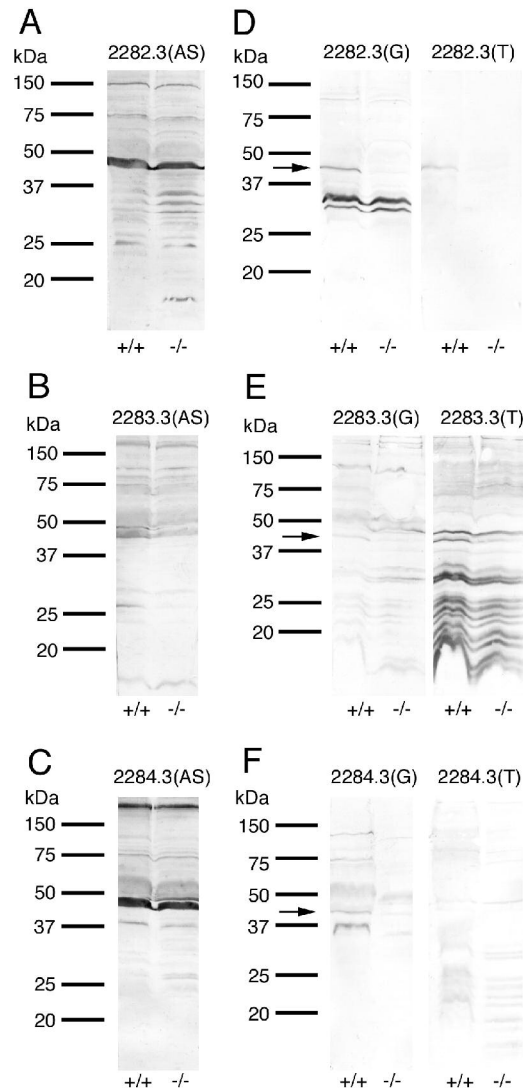 A
2282.3(AS)
kDa
150
75
50
37
25
20
+/+ -/-
D
2282.3(G) 2282.3(T)
kDa
150
75
50
37
25
20
+/+ -/- +/+ -/-
B
2283.3(AS)
kDa
150
75
50
37
25
20
+/+ -/-
E
2283.3(G) 2283.3(T)
kDa
150
75
50
37
25
20
+/+ -/- +/+ -/-
C
2284.3(AS)
kDa
150
75
50
37
25
20
+/+ -/-
F
2284.3(G) 2284.3(T)
kDa
150
75
50
37
25
20
+/+ -/- +/+ -/-